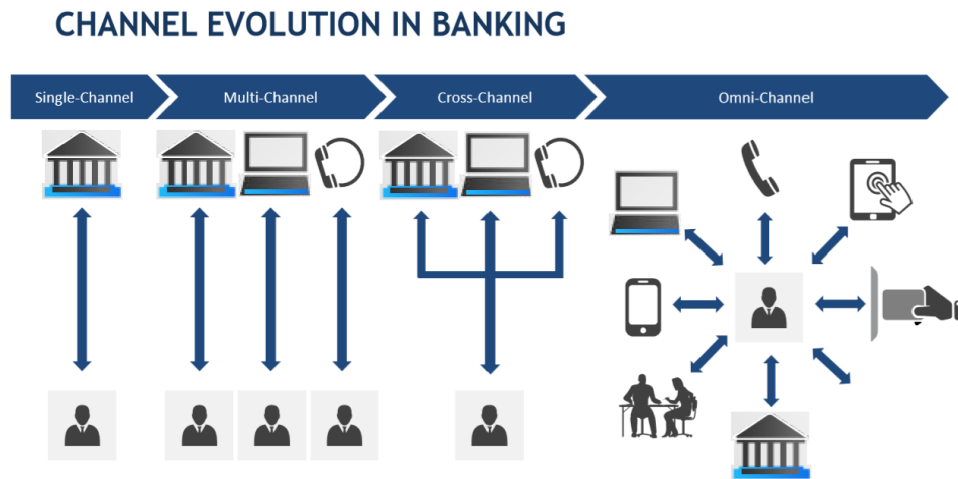 CHANNEL EVOLUTION IN BANKING
Single-Channel
Multi-Channel
Cross-Channel
Omni-Channel